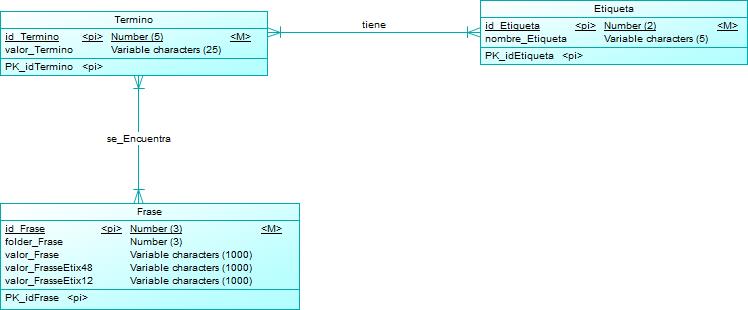 Termino
id_Termino <pi> Number (5) <M>
valor_Termino Variable characters (25)
PK_idTermino <pi>
tiene
Etiqueta
id_Etiqueta <pi> Number (2) <M>
nombre_Etiqueta Variable characters (5)
PK_idEtiqueta <pi>
se_Encuentra
Frase
id_Frase <pi> Number (3) <M>
folder_Frase Number (3)
valor_Frase Variable characters (1000)
valor_FrasseEtix48 Variable characters (1000)
valor_FrasseEtix12 Variable characters (1000)
PK_idFrase <pi>